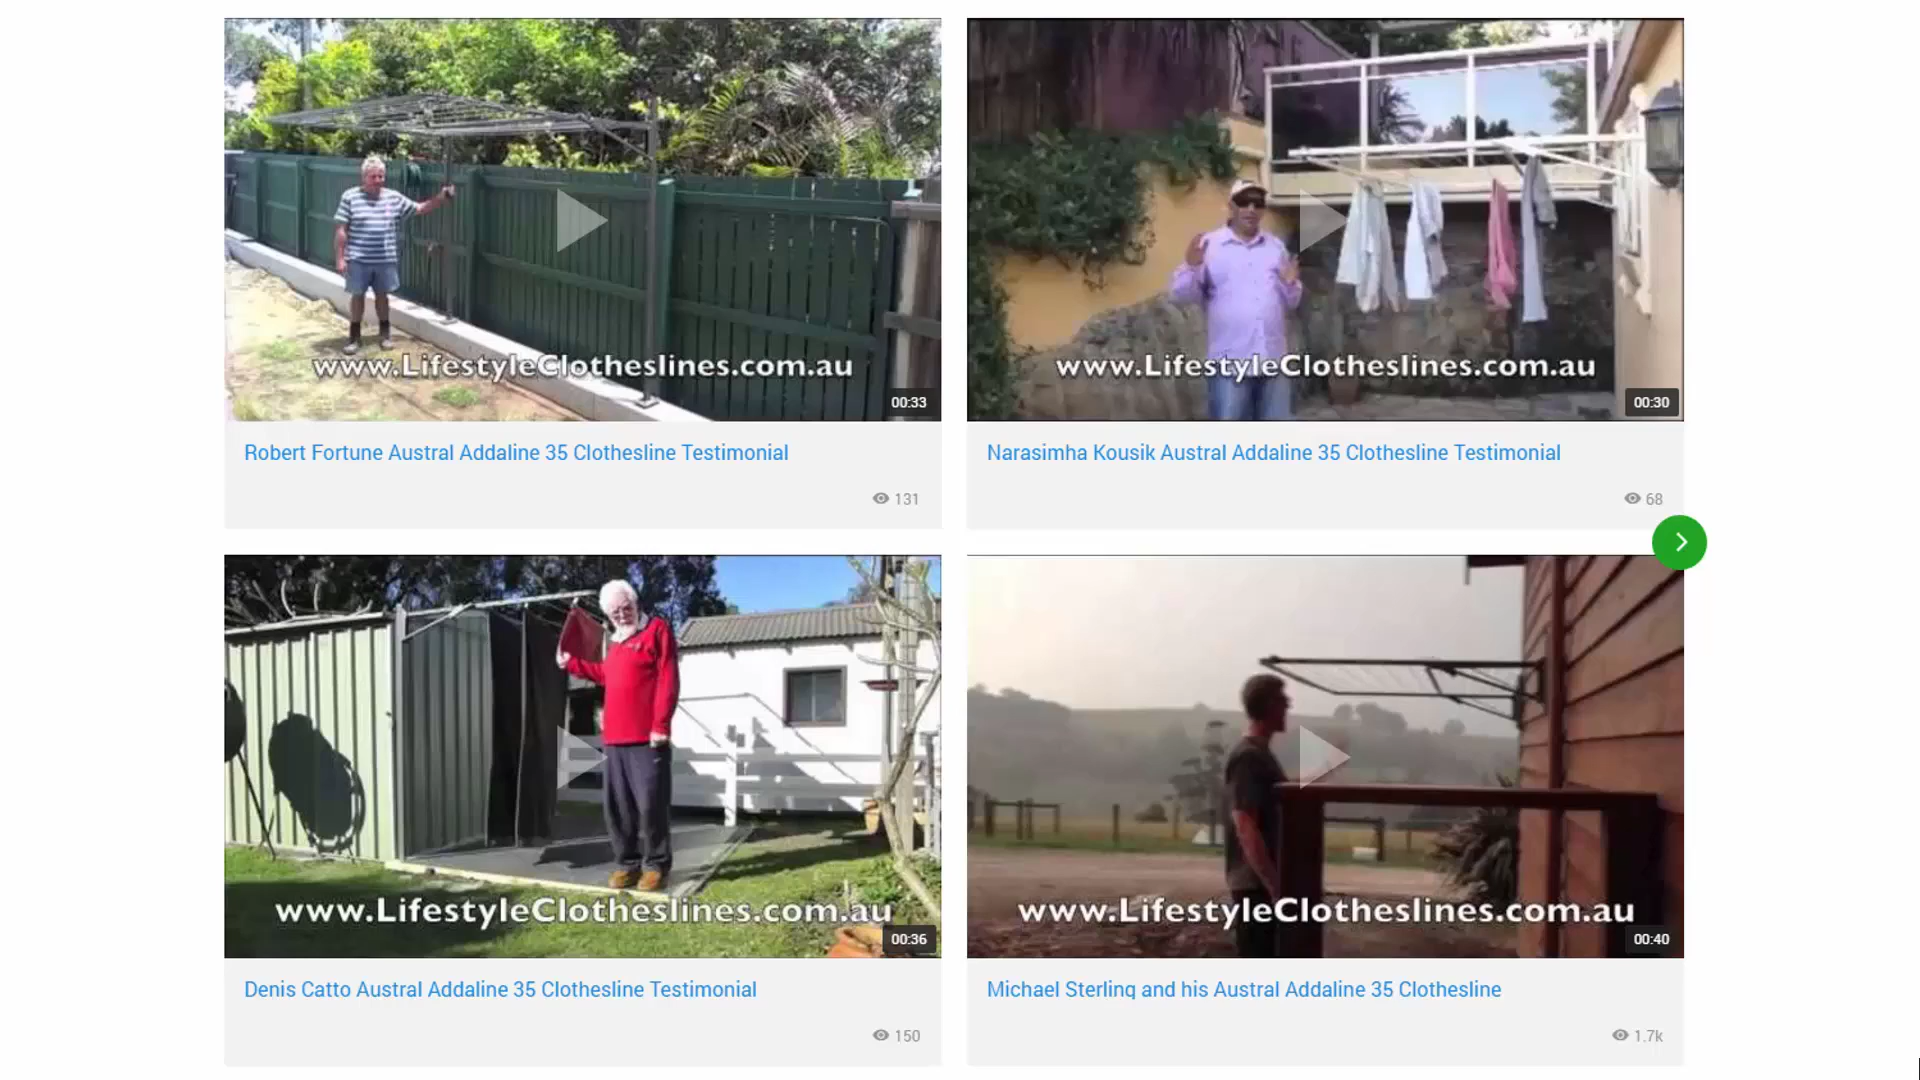 www.LifestyleClotheslines.com.au
00:33
Robert Fortune Austral Addaline 35 Clothesline Testimonial
131
www.LifestyleClotheslines.com.au
00:30
Narasimha Kousik Austral Addaline 35 Clothesline Testimonial
68
www.LifestyleClotheslines.com.au
00:36
Denis Catto Austral Addaline 35 Clothesline Testimonial
150
www.LifestyleClotheslines.com.au
00:40
Michael Sterling and his Austral Addaline 35 Clothesline
1.7k